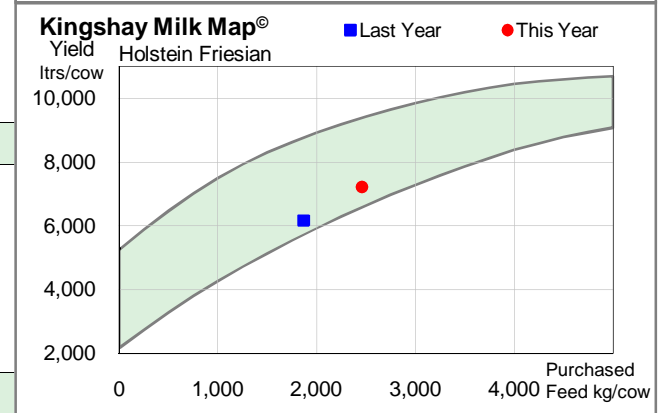 Kingshay Milk Map©
Last Year
This Year
Yield
ltrs/cow
Holstein Friesian
10,000
8,000
6,000
4,000
2,000
0 1,000 2,000 3,000 4,000
Purchased
Feed kg/cow